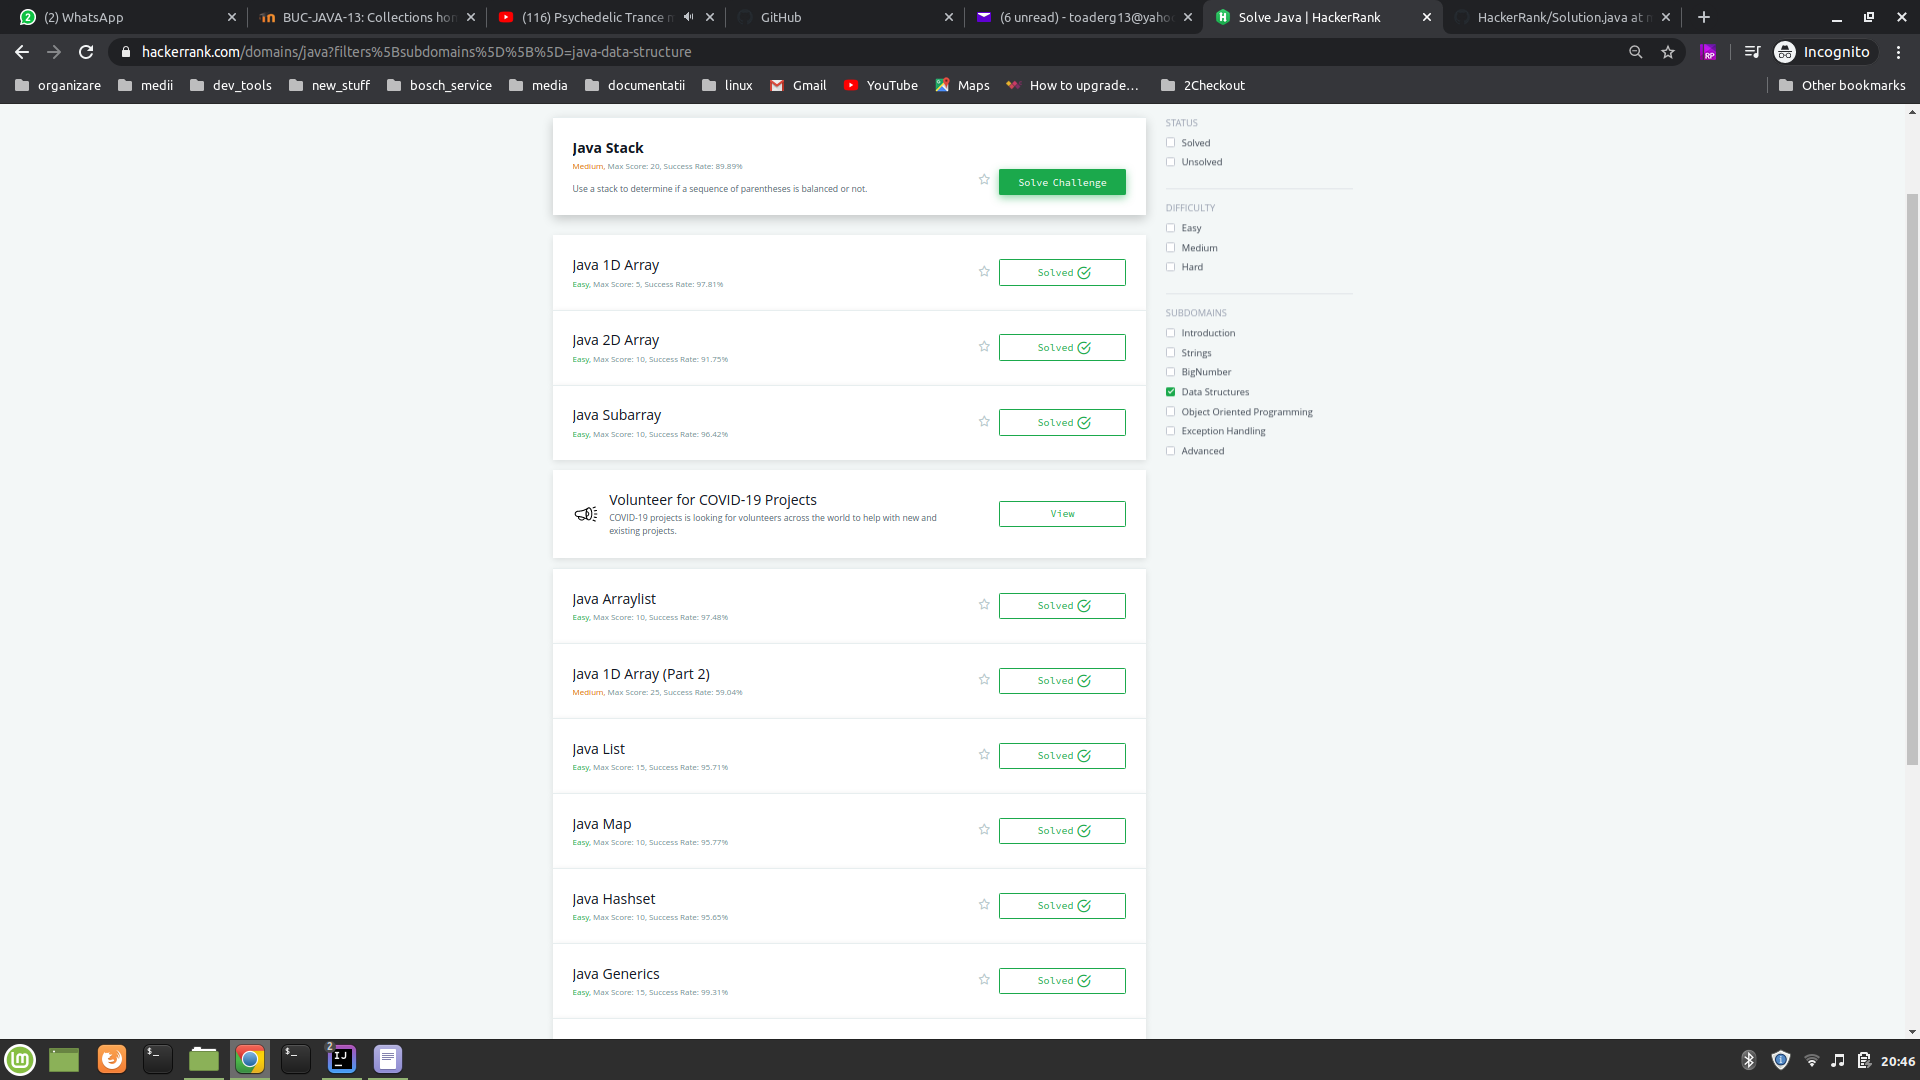 (2) WhatsApp
BUC-JAVA-13: Collections hon
(116) Psychedelic Trance m
GitHub
(6 unread) - toaderg13@yaho
Solve Java | HackerRank
HackerRank/Solution.java at m
hackerrank.com/domains/java?filters%5Bsubdomains%5D%5B%5D=java-data-structure
Incognito
organizare
medii
dev_tools
new_stuff
bosch_service
media
documentatii
linux
Gmail
YouTube
Maps
How to upgrade...
2Checkout
Other bookmarks
Java Stack
Medium, Max Score: 20, Success Rate: 89.89%
Use a stack to determine if a sequence of parentheses is balanced or not.
Solve Challenge
Java 1D Array
Easy, Max Score: 5, Success Rate: 97.81%
Solved
Java 2D Array
Easy, Max Score: 10, Success Rate: 91.75%
Solved
Java Subarray
Easy, Max Score: 10, Success Rate: 96.42%
Solved
Volunteer for COVID-19 Projects
COVID-19 projects is looking for volunteers across the world to help with new and
existing projects.
View
Java Arraylist
Easy, Max Score: 10, Success Rate: 97.48%
Solved
Java 1D Array (Part 2)
Medium, Max Score: 25, Success Rate: 59.04%
Solved
Java List
Easy, Max Score: 15, Success Rate: 95.71%
Solved
Java Map
Easy, Max Score: 10, Success Rate: 95.77%
Solved
Java Hashset
Easy, Max Score: 10, Success Rate: 95.65%
Solved
Java Generics
Easy, Max Score: 15, Success Rate: 99.31%
Solved
STATUS
Solved
Unsolved
DIFFICULTY
Easy
Medium
Hard
SUBDOMAINS
Introduction
Strings
BigNumber
Data Structures
Object Oriented Programming
Exception Handling
Advanced
2
IJ
20:46